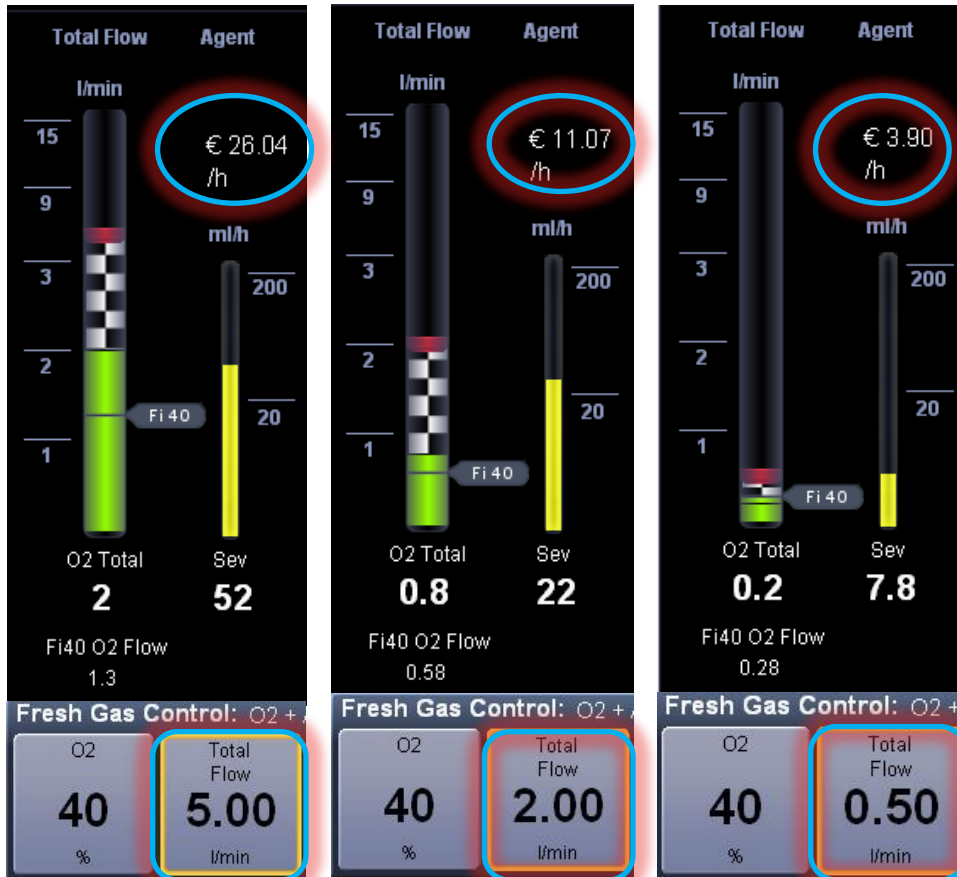 Total Flow Agent
l/min
15
€ 26.04
/h
9
ml/h
3
200
2
Fi 40
20
1
O2 Total Sev
2 52
Fi40 O2 Flow
1.3
Fresh Gas Control: O2 +
O2
40
%
Total
Flow
5.00
l/min
Total Flow Agent
l/min
15
€ 11.07
/h
9
ml/h
3
200
2
20
1
Fi 40
O2 Total Sev
0.8 22
Fi40 O2 Flow
0.58
Fresh Gas Control: O2 +
O2
40
%
Total
Flow
2.00
l/min
Total Flow Agent
l/min
15
€ 3.90
/h
9
ml/h
3
200
2
20
1
Fi 40
O2 Total Sev
0.2 7.8
Fi40 O2 Flow
0.28
Fresh Gas Control: O2 +
O2
40
%
Total
Flow
0.50
l/min